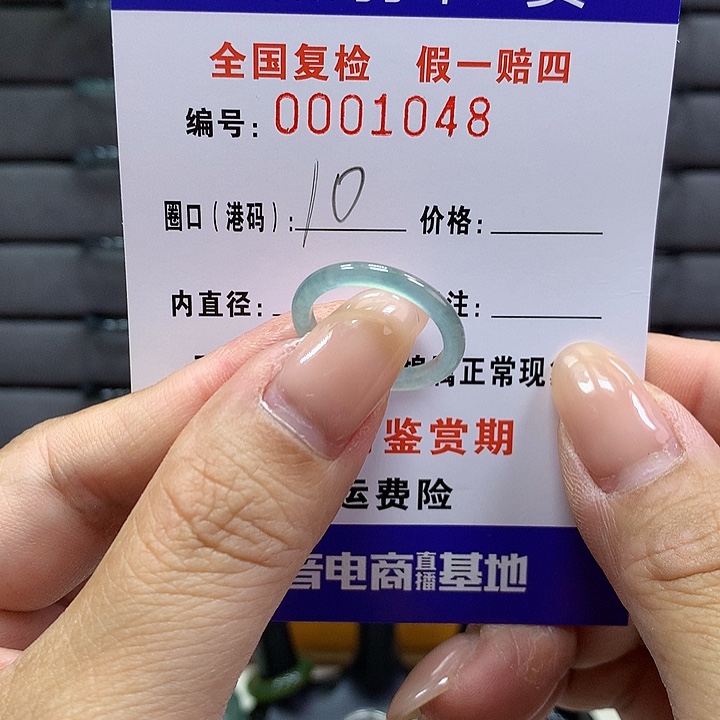 全国复检 假一赔四
编号: 0001048
圈口(港码): 10 价格:
内直径: 注:
正常现
鉴赏期
运费险
音电商直播基地